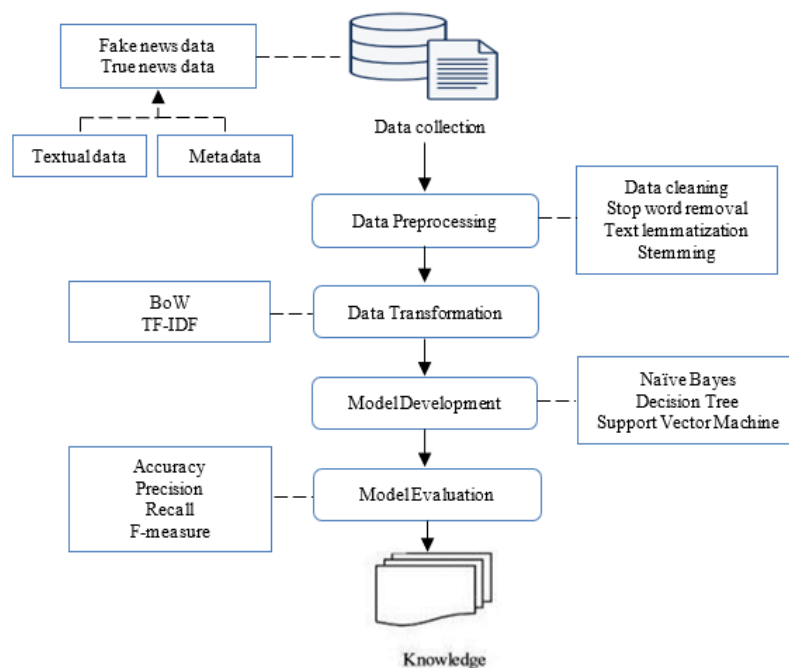 Fake news data
True news data
Textual data
Metadata
Data collection
Data Preprocessing
Data cleaning
Stop word removal
Text lemmatization
Stemming
BoW
TF-IDF
Data Transformation
Model Development
Naïve Bayes
Decision Tree
Support Vector Machine
Accuracy
Precision
Recall
F-measure
Model Evaluation
Knowledge